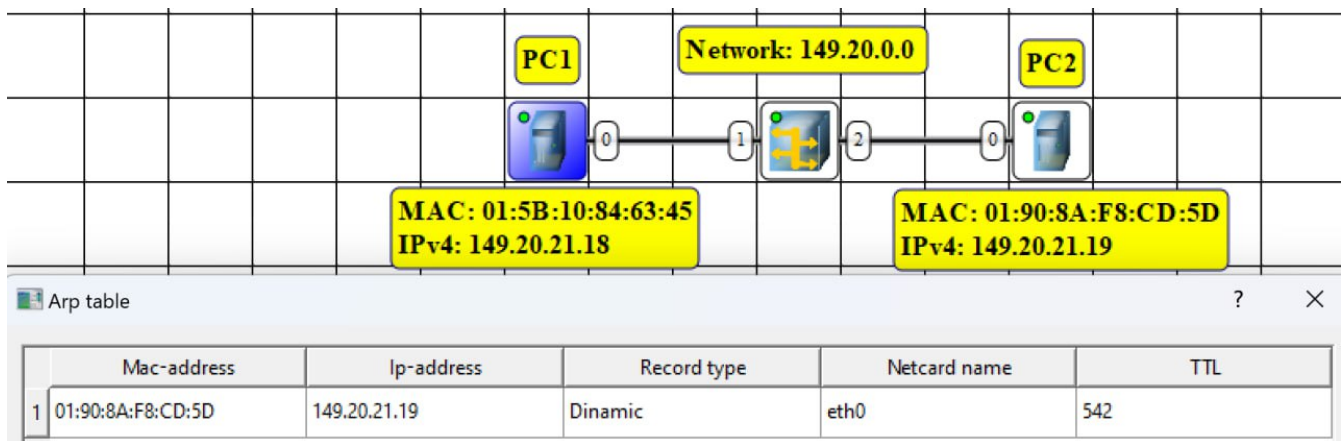 PC1
Network: 149.20.0.0
PC2
0
1
2
0
MAC: 01:5B:10:84:63:45
IPv4: 149.20.21.18
MAC: 01:90:8A:F8:CD:5D
IPv4: 149.20.21.19
Arp table
?
Mac-address Ip-address Record type Netcard name TTL
1 01:90:8A:F8:CD:5D 149.20.21.19 Dinamic eth0 542